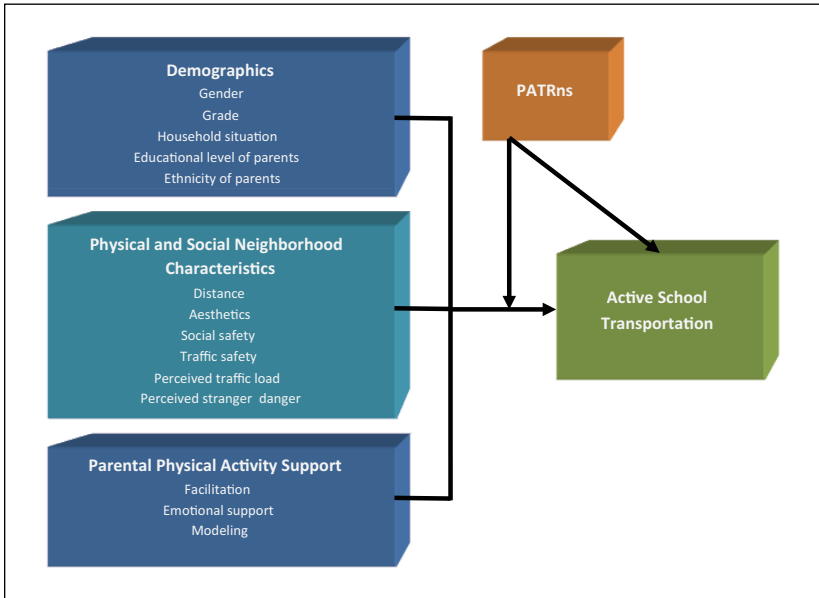 Demographics
Gender
Grade
Household situation
Educational level of parents
Ethnicity of parents
PATRns
Physical and Social Neighborhood
Characteristics
Distance
Aesthetics
Social safety
Traffic safety
Perceived traffic load
Perceived stranger danger
Active School
Transportation
Parental Physical Activity Support
Facilitation
Emotional support
Modeling